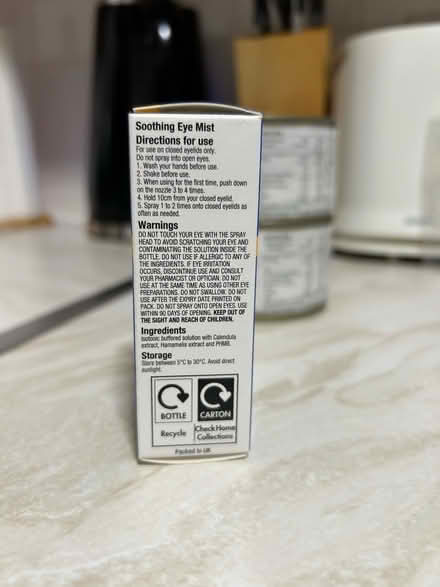 Soothing Eye Mist
Directions for use
For use on closed eyelids only.
Do not spray into open eyes.
1. Wash your hands before use.
2. Shake before use.
3. When using for the first time, push down
on the nozzle 3 to 4 times.
4. Hold 10cm from your closed eyelid.
5. Spray 1 to 2 times onto closed eyelids as
often as needed.
Warnings
DO NOT TOUCH YOUR EYE WITH THE SPRAY
HEAD TO AVOID SCRATCHING YOUR EYE AND
CONTAMINATING THE SOLUTION INSIDE THE
BOTTLE. DO NOT USE IF ALLERGIC TO ANY OF
THE INGREDIENTS. IF EYE IRRITATION
OCCURS, DISCONTINUE USE AND CONSULT
YOUR PHARMACIST OR OPTICIAN. DO NOT
USE AT THE SAME TIME AS USING OTHER EYE
PREPARATIONS. DO NOT SWALLOW. DO NOT
USE AFTER THE EXPIRY DATE PRINTED ON
PACK. DO NOT SPRAY ONTO OPEN EYES. USE
WITHIN 90 DAYS OF OPENING. KEEP OUT OF
THE SIGHT AND REACH OF CHILDREN.
Ingredients
Isotonic buffered solution with Calendula
extract, Hamamelis extract and PHMB.
Storage
Store between 5°C to 30°C. Avoid direct
sunlight.
BOTTLE
CARTON
Recycle
Check Home
Collections
Packed in UK